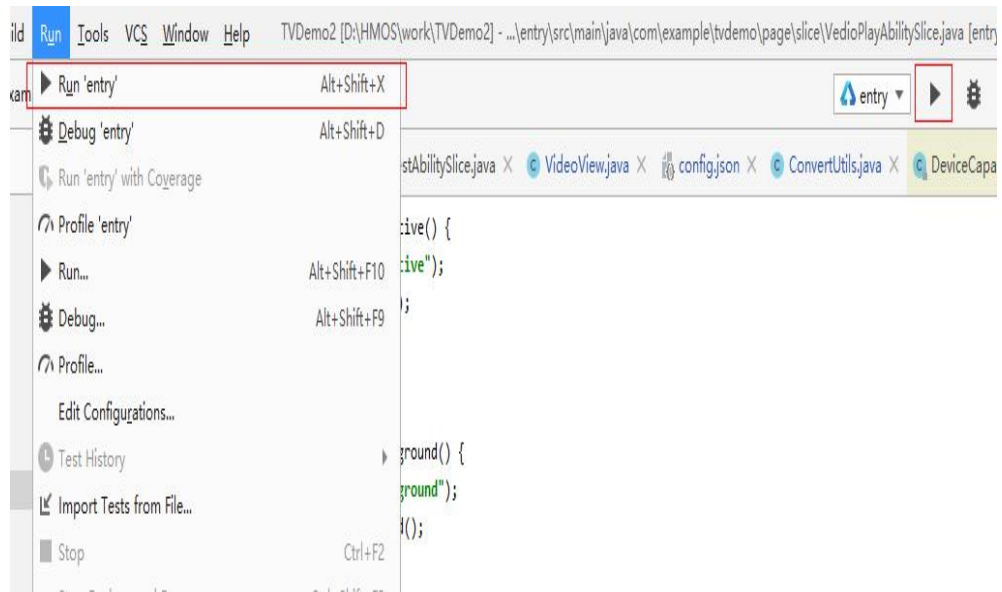 ild Run Tools VCS Window Help TVDemo2 [D:\HMOS\work\TVDemo2] - ...\entry\src\main\java\com\example\tvdemo\page\slice\VedioPlayAbilitySlice.java [entry
xam
Run 'entry' Alt+Shift+X
entry
Debug 'entry' Alt+Shift+D
stAbilitySlice.java VideoView.java config.json ConvertUtils.java DeviceCapa
Run 'entry' with Coverage
Profile 'entry'
tive() {
Run... Alt+Shift+F10
tive");
);
Debug... Alt+Shift+F9
Profile...
Edit Configurations...
Test History
ground() {
Import Tests from File...
ground");
d();
Stop Ctrl+F2